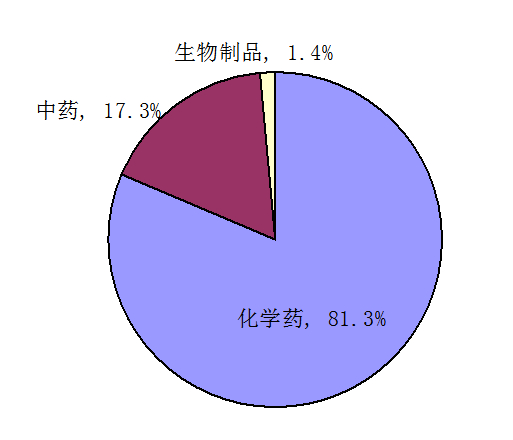 生物制品, 1.4%
中药, 17.3%
化学药, 81.3%